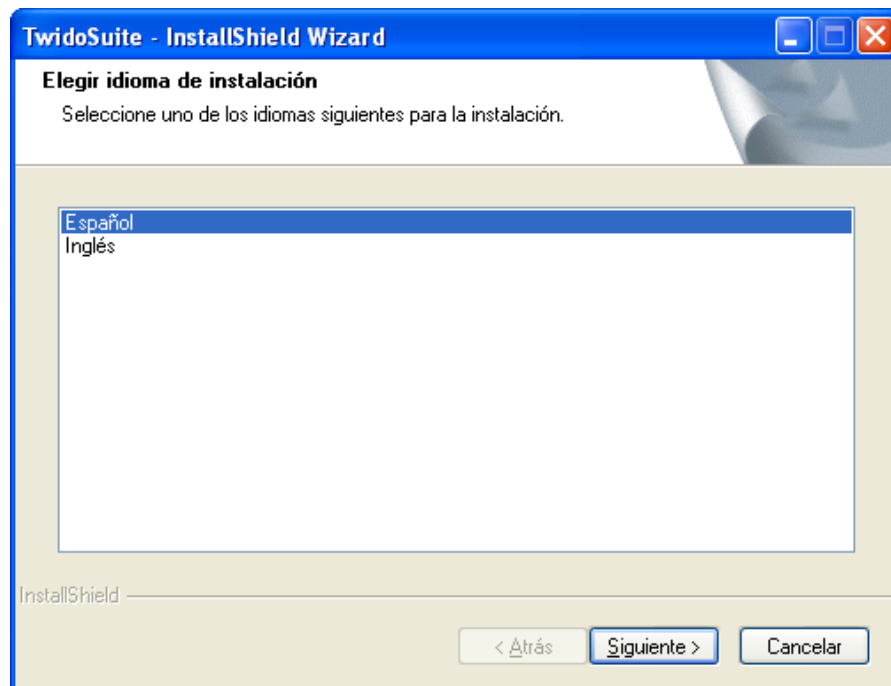 TwidoSuite - InstallShield Wizard
Elegir idioma de instalación
Seleccione uno de los idiomas siguientes para la instalación.
Español
Inglés
InstallShield
< Atrás Siguiente > Cancelar